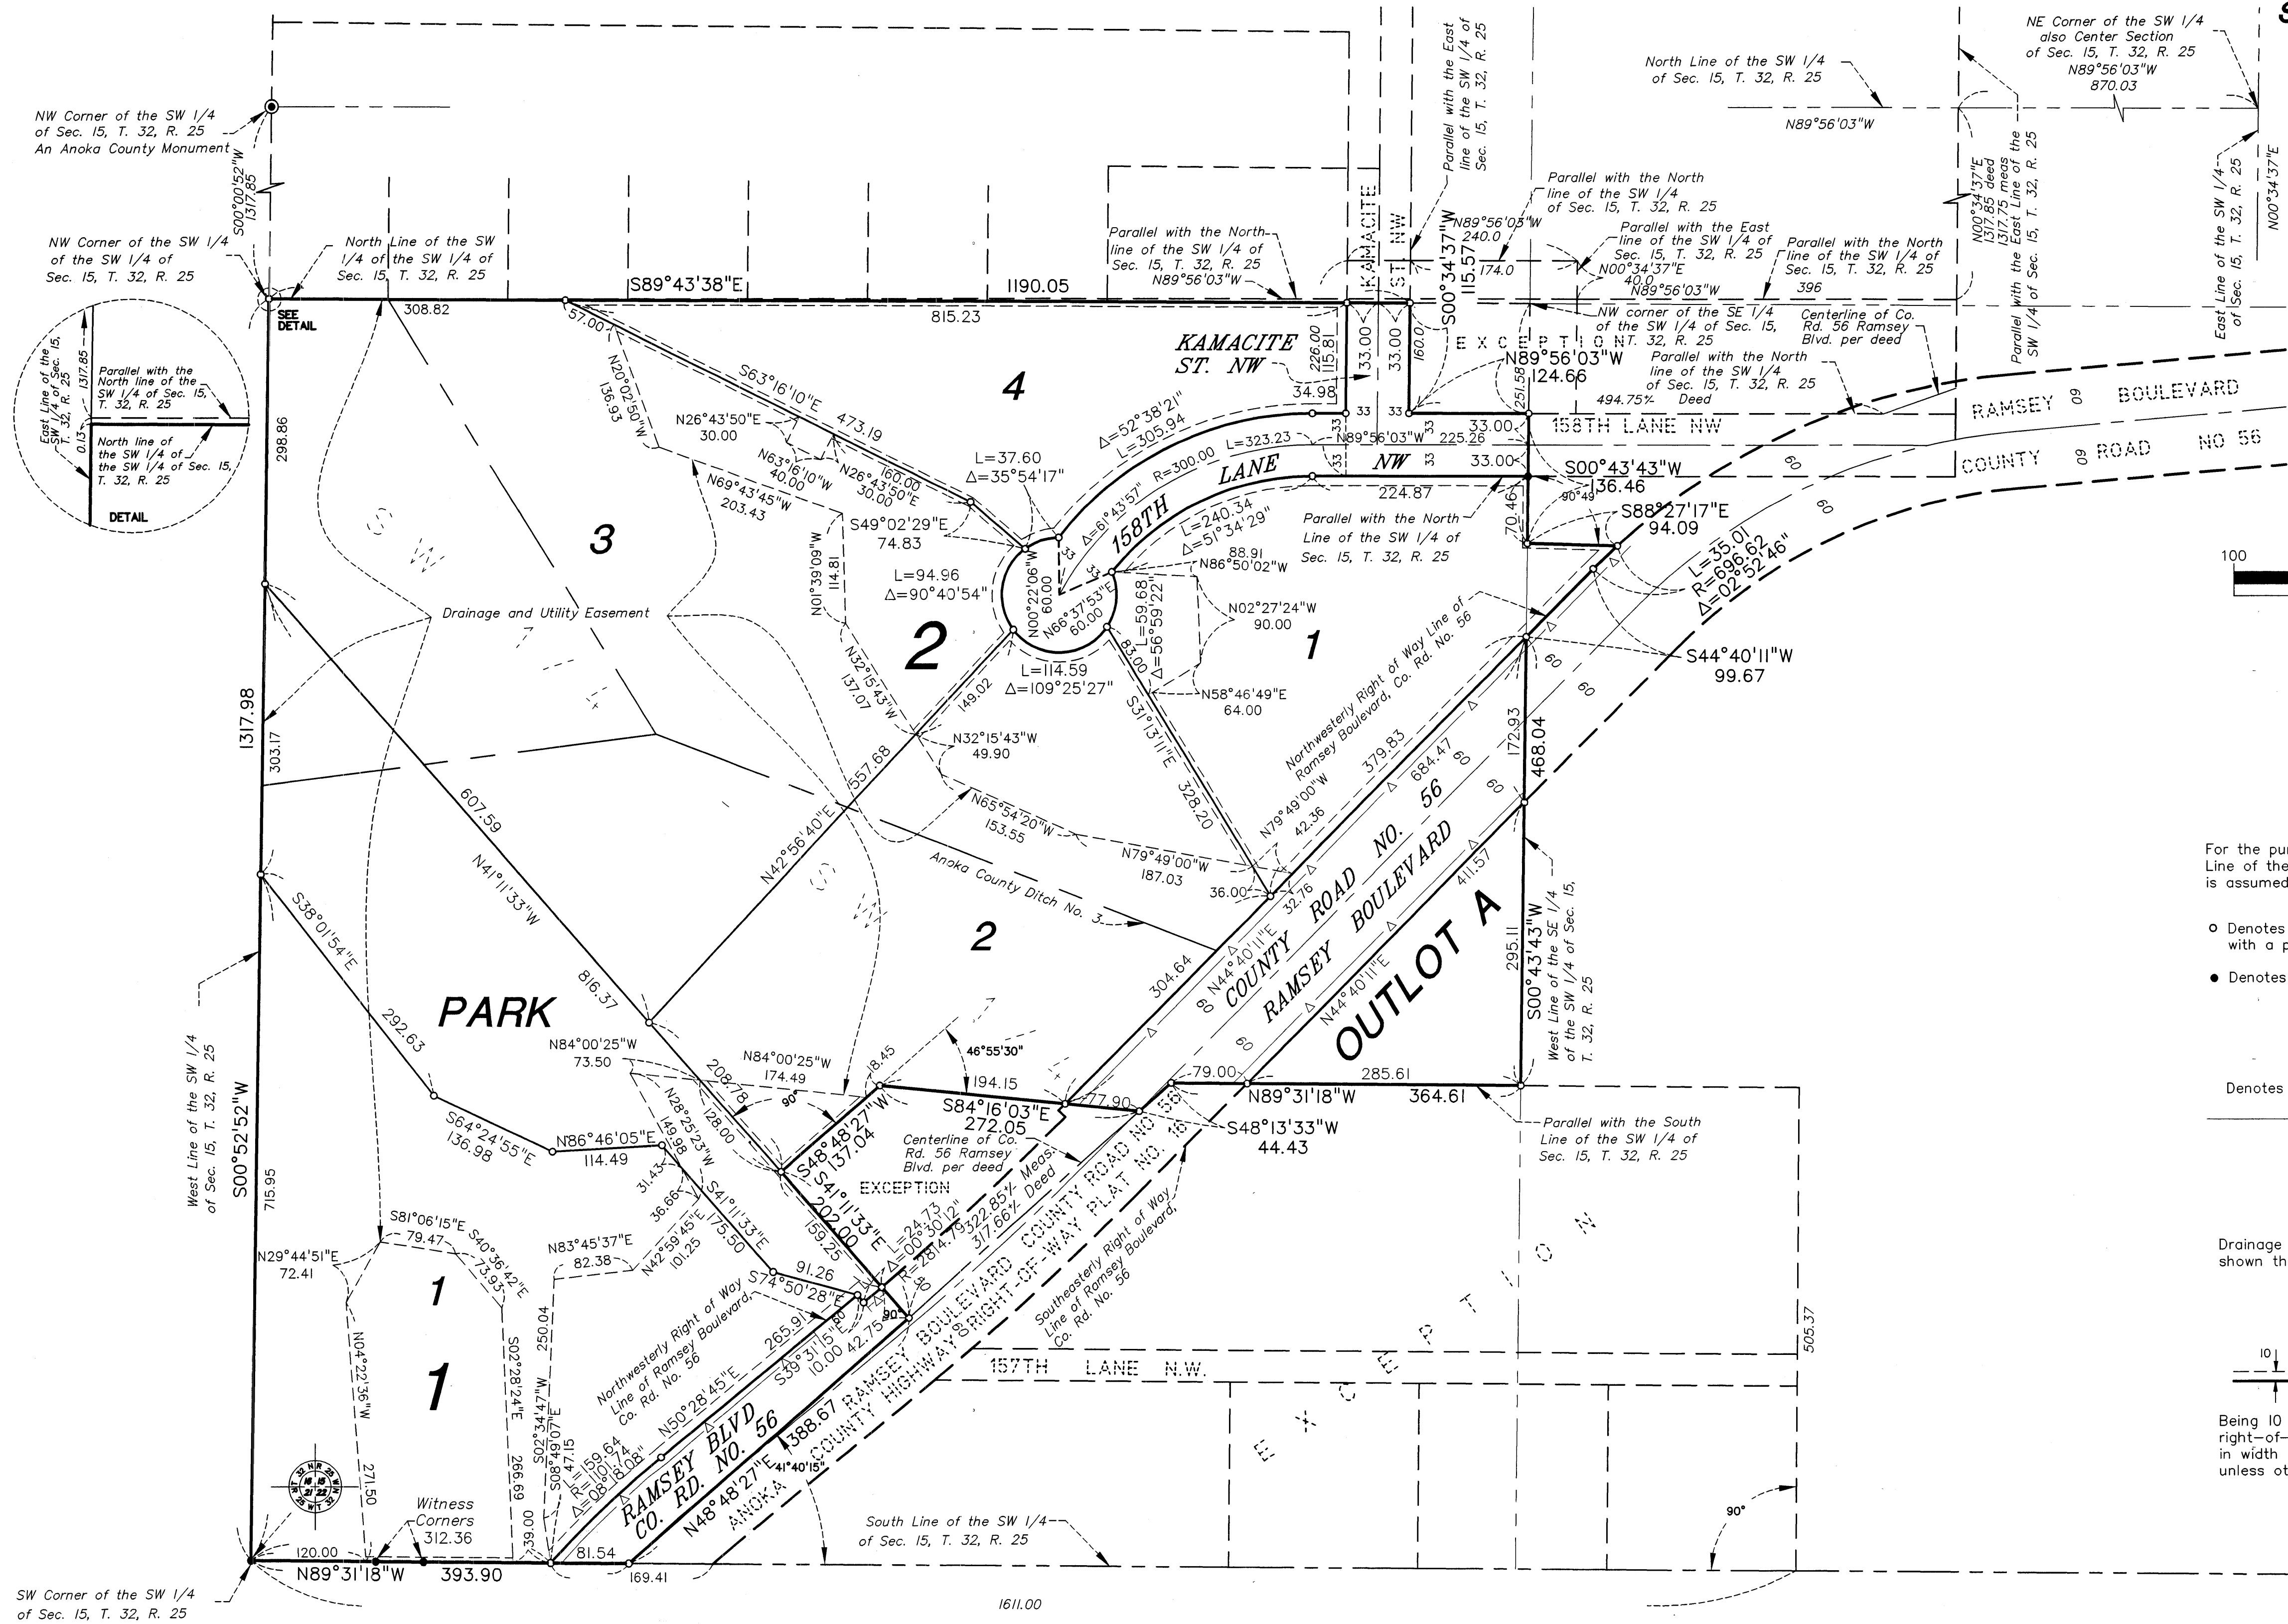 NE Corner of the SW 1/4
also Center Section
of Sec. 15, T. 32, R. 25
N89°56'03"W
870.03
North Line of the SW 1/4
of Sec. 15, T. 32, R. 25
N89°56'03"W
Parallel with the East
line of the SW 1/4 of
Sec. 15, T. 32, R. 25
NW Corner of the SW 1/4
of Sec. 15, T. 32, R. 25
An Anoka County Monument
S00°00'52"W
1317.85
N00°34'37"E
1317.85 deed
1317.75 meas
Parallel with the East Line of the
SW 1/4 of Sec. 15, T. 32, R. 25
East Line of the SW 1/4
of Sec. 15, T. 32, R. 25
N00°34'37"E
NW Corner of the SW 1/4
of the SW 1/4 of
Sec. 15, T. 32, R. 25
North Line of the SW
1/4 of the SW 1/4 of
Sec. 15, T. 32, R. 25
Parallel with the North
line of the SW 1/4 of
Sec. 15, T. 32, R. 25
N89°56'03"W
KAMACITE
ST. NW
S00°34'37"W
115.57
N89°56'03"W
240.0
174.0
Parallel with the North
line of the SW 1/4
of Sec. 15, T. 32, R. 25
Parallel with the East
line of the SW 1/4 of
Sec. 15, T. 32, R. 25
N00°34'37"E
40.0
N89°56'03"W
Parallel with the North
line of the SW 1/4 of
Sec. 15, T. 32, R. 25
396
SEE
DETAIL
308.82
S89°43'38"E
1190.05
815.23
57.00
East Line of the
SW 1/4 of Sec. 15,
T. 32, R. 25
1317.85
0.13
Parallel with the
North line of the
SW 1/4 of Sec. 15,
T. 32, R. 25
North line of
the SW 1/4 of
the SW 1/4 of Sec. 15,
T. 32, R. 25
DETAIL
KAMACITE
ST. NW
226.00
115.81
34.98
33.00
33.00
160.0
EXCEPTION
NW corner of the SE 1/4
of the SW 1/4 of Sec. 15,
T. 32, R. 25
Centerline of Co.
Rd. 56 Ramsey
Blvd. per deed
N89°56'03"W
124.66
251.58
Parallel with the North
line of the SW 1/4
of Sec. 15, T. 32, R. 25
494.75± Deed
RAMSEY 60 BOULEVARD
COUNTY 60 ROAD NO 56
158TH LANE NW
33.00
33.00
33
33
33
33
33
33
4
S63°16'10"E
473.19
N20°02'50"W
136.93
N26°43'50"E
30.00
N63°16'10"W
40.00
160.00
N26°43'50"E
30.00
N69°43'45"W
203.43
L=37.60
Δ=35°54'17"
Δ=52°38'21"
L=305.94
Δ=61°43'57"
R=300.00
L=323.23
N89°56'03"W
225.26
158TH LANE NW
224.87
L=240.34
Δ=51°34'29"
S49°02'29"E
74.83
L=94.96
Δ=90°40'54"
N00°22'06"W
60.00
N66°37'53"E
60.00
33
33
L=59.68
Δ=56°59'22"
88.91
N86°50'02"W
N02°27'24"W
90.00
N58°46'49"E
64.00
L=114.59
Δ=109°25'27"
Parallel with the North
Line of the SW 1/4 of
Sec. 15, T. 32, R. 25
70.46
90°49'
S00°43'43"W
136.46
S88°27'17"E
94.09
L=35.01
R=696.62
Δ=02°52'46"
S44°40'11"W
99.67
60
60
60
60
60
60
100
298.86
3
S W
1/4
Drainage and Utility Easement
N01°39'09"W
114.81
N32°15'43"W
137.07
2
149.02
N32°15'43"W
49.90
1
83.00
S31°13'11"E
328.20
Northwesterly Right of Way Line of
Ramsey Boulevard, Co. Rd. No. 56
379.83
684.47
172.93
468.04
1317.98
303.17
607.59
N41°11'33"W
557.68
N42°56'40"E
N65°54'20"W
153.55
N79°49'00"W
187.03
N79°49'00"W
42.36
36.00
32.76
Anoka County Ditch No. 3
S W
1/4
2
304.64
N44°40'11"E
COUNTY ROAD NO. 56
RAMSEY BOULEVARD
60
60
60
411.57
N44°40'11"E
OUTLOT A
295.11
S00°43'43"W
West Line of the SE 1/4
of the SW 1/4 of Sec. 15,
T. 32, R. 25
For the pur
Line of the
is assumed
Denotes
with a p
Denotes
Denotes
S38°01'54"E
292.63
816.37
PARK
West Line of the SW 1/4
of Sec. 15, T. 32, R. 25
S00°52'52"W
715.95
S64°24'55"E
136.98
N86°46'05"E
114.49
N84°00'25"W
73.50
N84°00'25"W
174.49
208.78
128.00
90°
18.45
46°55'30"
194.15
S84°16'03"E
272.05
77.90
79.00
285.61
N89°31'18"W
364.61
S48°13'33"W
44.43
Parallel with the South
Line of the SW 1/4 of
Sec. 15, T. 32, R. 25
S48°48'27"W
137.04
N28°25'23"W
149.98
31.43
36.66
S41°11'33"E
175.50
N42°59'45"E
101.25
S41°11'33"E
202.00
159.25
Centerline of Co.
Rd. 56 Ramsey
Blvd. per deed
EXCEPTION
L=24.73
Δ=00°30'12"
R=2814.79
322.85± Meas.
317.66± Deed
RAMSEY BOULEVARD COUNTY ROAD NO 56
ANOKA COUNTY HIGHWAY RIGHT-OF-WAY PLAT NO. 16
Southeasterly Right of Way
Line of Ramsey Boulevard,
Co. Rd. No. 56
EXCEPTION
505.37
S81°06'15"E
79.47
S40°36'42"E
73.93
N29°44'51"E
72.41
N83°45'37"E
82.38
91.26
S74°50'28"E
1
1
Northwesterly Right of Way
Line of Ramsey Boulevard,
Co. Rd. No. 56
265.91
N50°28'45"E
S39°31'15"E
10.00
42.75
90°
50
60
60
157TH LANE N.W.
N04°22'36"W
271.50
S02°28'24"E
266.69
250.04
S02°34'47"W
S08°49'07"E
47.15
39.00
L=159.64
R=1101.74
Δ=08°18'08"
RAMSEY BLVD
CO. RD. NO. 56
388.67
N48°48'27"E
41°40'15"
Witness
Corners
312.36
120.00
N89°31'18"W
393.90
81.54
169.41
South Line of the SW 1/4
of Sec. 15, T. 32, R. 25
90°
1611.00
SW Corner of the SW 1/4
of Sec. 15, T. 32, R. 25
Drainage
shown th
10
Being 10
right-of-
in width
unless ot